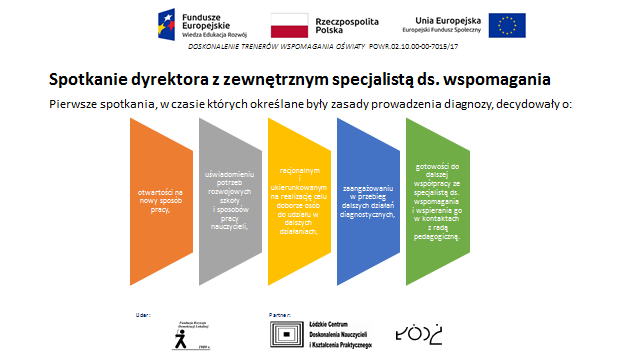 Fundusze
Europejskie
Wiedza Edukacja Rozwój
Rzeczpospolita
Polska
Unia Europejska
Europejski Fundusz Społeczny
DOSKONALENIE TRENERÓW WSPOMAGANIA OŚWIATY POWR.02.10.00-00-7015/17
Spotkanie dyrektora z zewnętrznym specjalistą ds. wspomagania
Pierwsze spotkania, w czasie których określane były zasady prowadzenia diagnozy, decydowały o:
otwartości na
nowy sposób
pracy,
uświadomieniu
potrzeb
rozwojowych
szkoły
i sposobów
pracy
nauczycieli,
racjonalnym
i
ukierunkowanym
na realizację celu
doborze osób
do udziału w
dalszych
działaniach,
zaangażowaniu
w przebieg
dalszych działań
diagnostycznych,
gotowości do
dalszej
współpracy ze
specjalistą ds.
wspomagania
i wspierania go
w kontaktach
z radą
pedagogiczną.
Lider:
Partner:
Fundacja Rozwoju
Demokracji Lokalnej
Łódzkie Centrum
Doskonalenia Nauczycieli
i Kształcenia Praktycznego